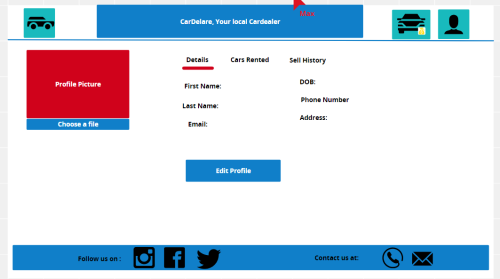 CarDelare, Your local Cardealer
Details
Cars Rented
Sell History
Profile Picture
Choose a file
First Name:
DOB:
Last Name:
Phone Number
Email:
Address:
Edit Profile
Follow us on :
Contact us at: